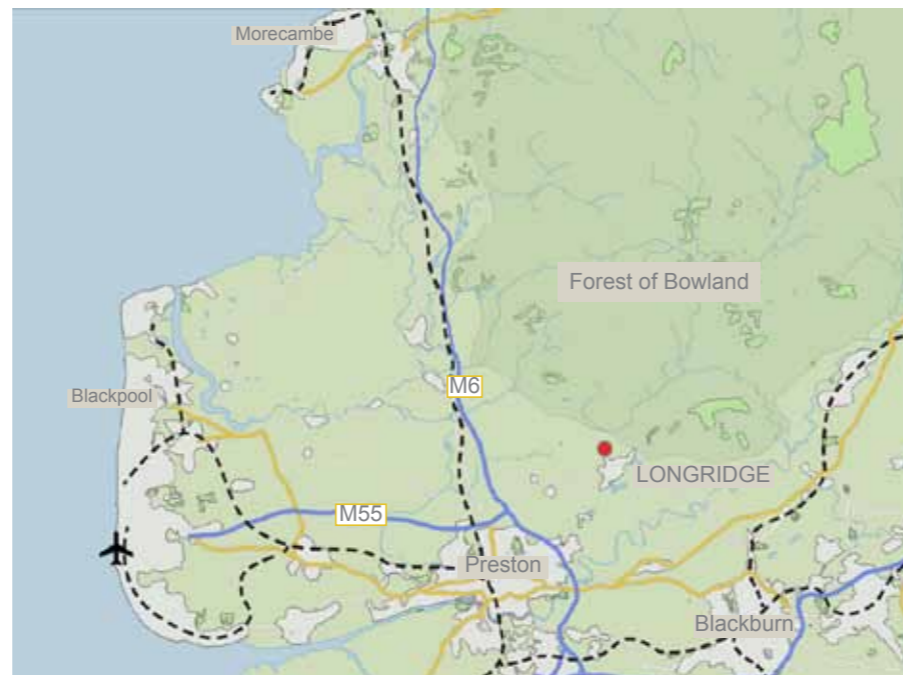 Morecambe
Forest of Bowland
M6
Blackpool
LONGRIDGE
M55
Preston
Blackburn